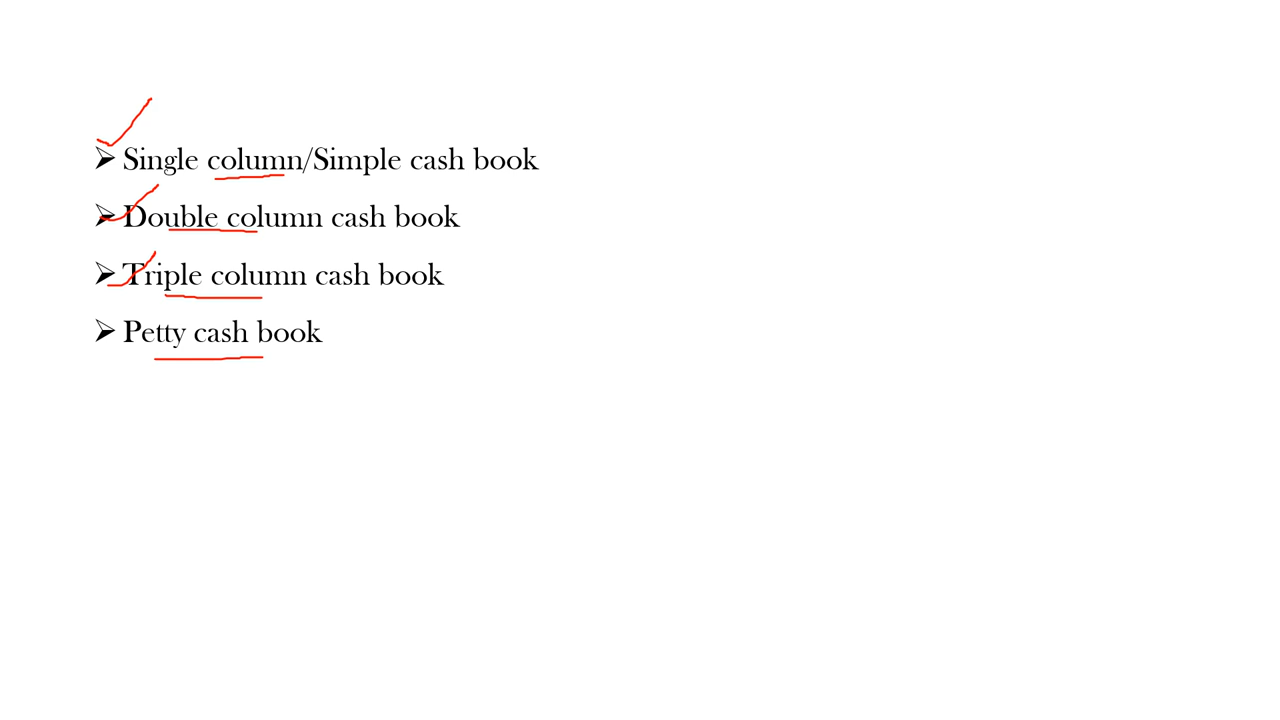 ➢ Single column/Simple cash book
➢ Double column cash book
➢ Triple column cash book
➢ Petty cash book